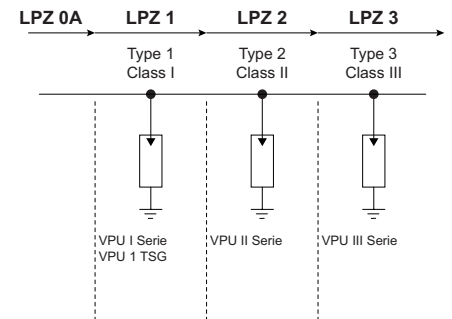 LPZ 0A LPZ 1 LPZ 2 LPZ 3
Type 1 Type 2 Type 3
Class I Class II Class III
VPU I Serie VPU II Serie VPU III Serie
VPU 1 TSG